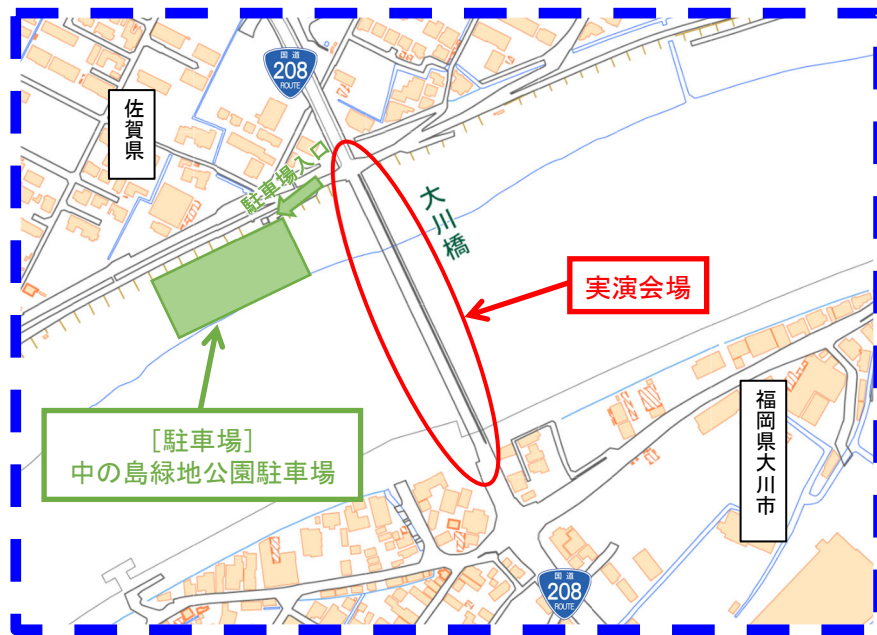 国道
208
ROUTE
佐賀県
駐車場入口
大川橋
実演会場
[駐車場]
中の島緑地公園駐車場
福岡県大川市
国道
208
ROUTE